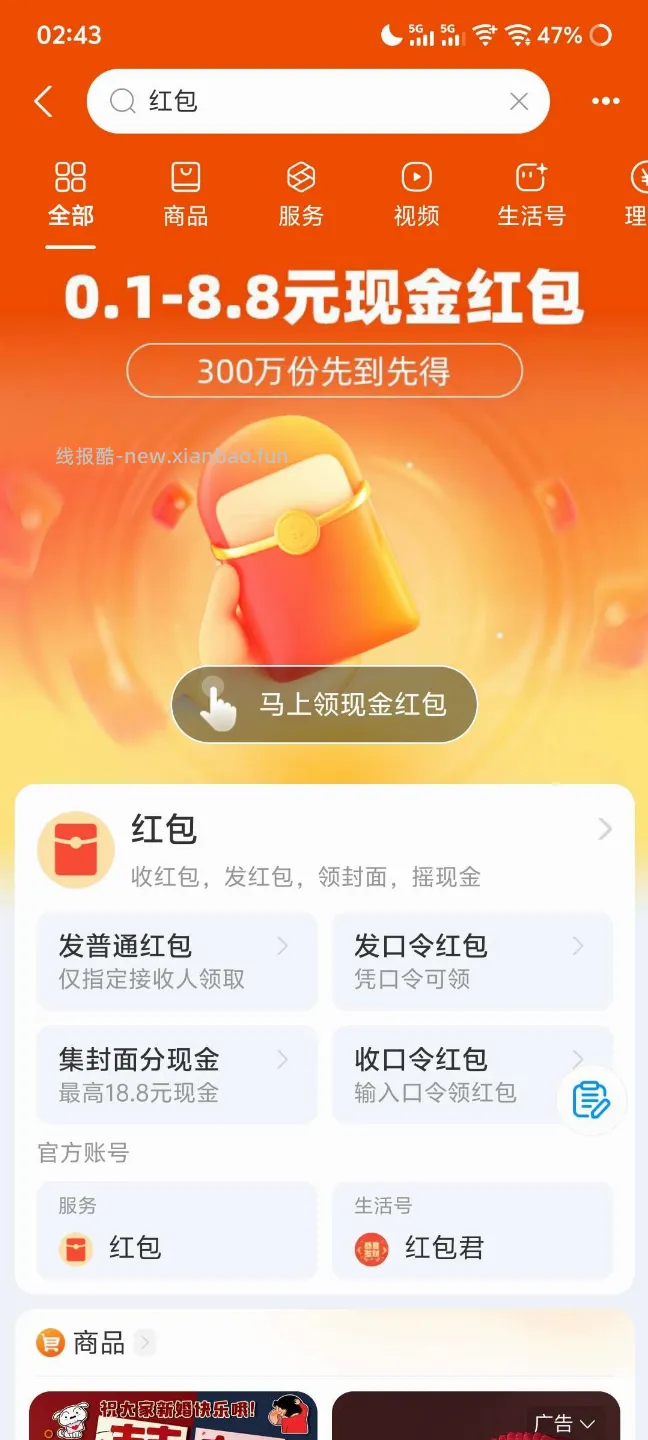 02:43
5G 5G 47%
红包
全部 商品 服务 视频 生活号 理
0.1-8.8元现金红包
300万份先到先得
线报酷-new.xianbao.fun
马上领现金红包
红包
收红包，发红包，领封面，摇现金
发普通红包
仅指定接收人领取
发口令红包
凭口令可领
集封面分现金
最高18.8元现金
收口令红包
输入口令领红包
官方账号
服务
红包
生活号
红包君
商品
祝大家新婚快乐哦!
广告